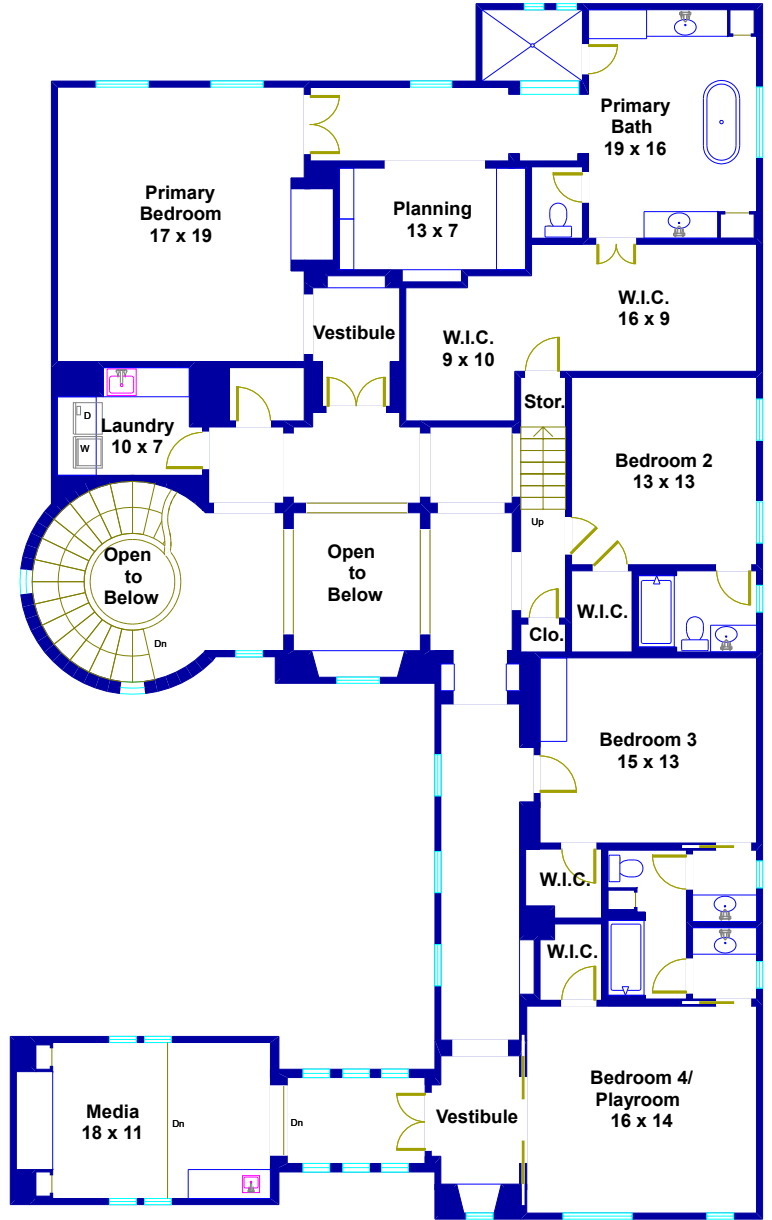 Primary
Bath
19 x 16
Primary
Bedroom
17 x 19
Planning
13 x 7
W.I.C.
16 x 9
Vestibule
W.I.C.
9 x 10
Stor.
D
Laundry
10 x 7
W
Bedroom 2
13 x 13
Up
Open
to
Below
Open
to
Below
W.I.C.
Clo.
Dn
Bedroom 3
15 x 13
W.I.C.
W.I.C.
Bedroom 4/
Playroom
16 x 14
Media
18 x 11
Dn
Dn
Vestibule